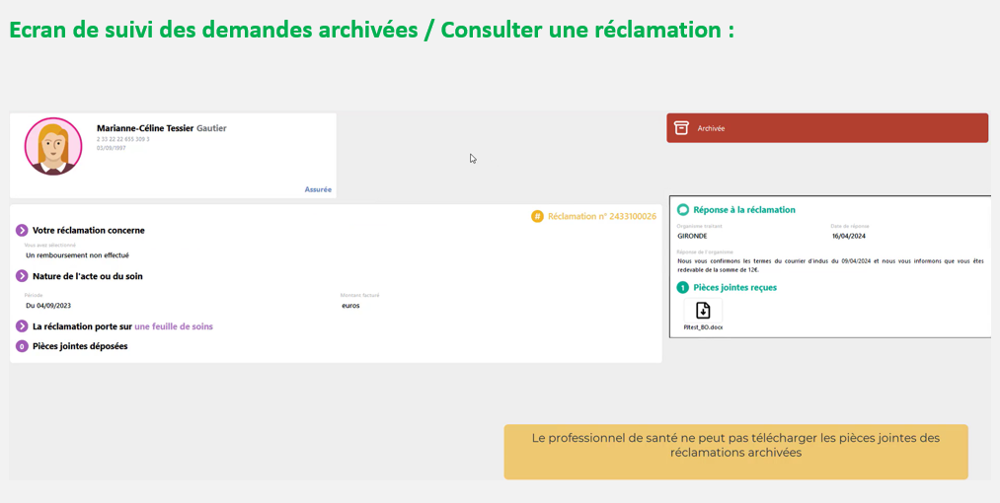 Ecran de suivi des demandes archivées / Consulter une réclamation :
Marianne-Céline Tessier Gautier
2 33 22 22 655 309 3
03/09/1997
Assurée
Archivée
# Réclamation n° 2433100026
Votre réclamation concerne
Vous avez sélectionné
Un remboursement non effectué
Nature de l'acte ou du soin
Période
Montant facturé
Du 04/09/2023
euros
La réclamation porte sur une feuille de soins
0 Pièces jointes déposées
Réponse à la réclamation
Organisme traitant
Date de réponse
GIRONDE
16/04/2024
Réponse de l'organisme
Nous vous confirmons les termes du courrier d'indus du 09/04/2024 et nous vous informons que vous êtes
redevable de la somme de 12€.
1 Pièces jointes reçues
PJtest_BO.docx
Le professionnel de santé ne peut pas télécharger les pièces jointes des
réclamations archivées